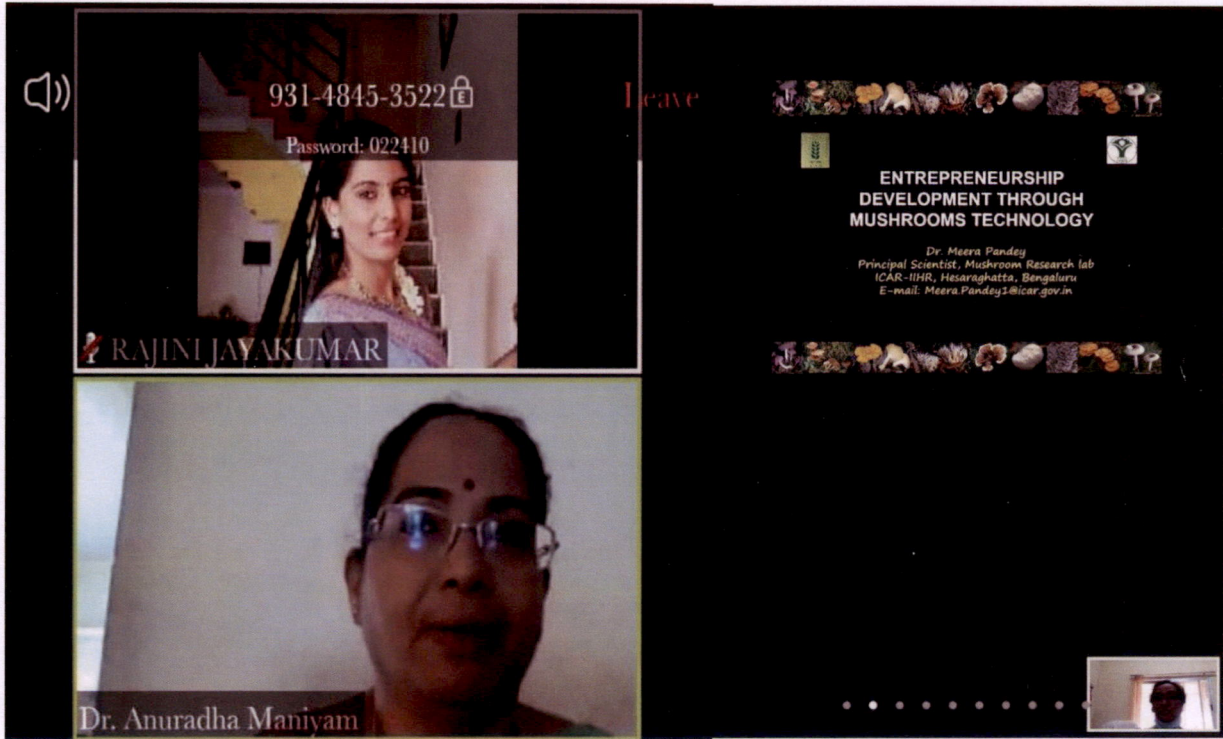 931-4845-3522
Leave
Password: 022410
RAJINI JAYAKUMAR
Dr. Anuradha Maniyam
ENTREPRENEURSHIP
DEVELOPMENT THROUGH
MUSHROOMS TECHNOLOGY
Dr. Meera Pandey
Principal Scientist, Mushroom Research lab
ICAR-IIHR, Hesaraghatta, Bengaluru
E-mail: Meera.Pandey1@icar.gov.in